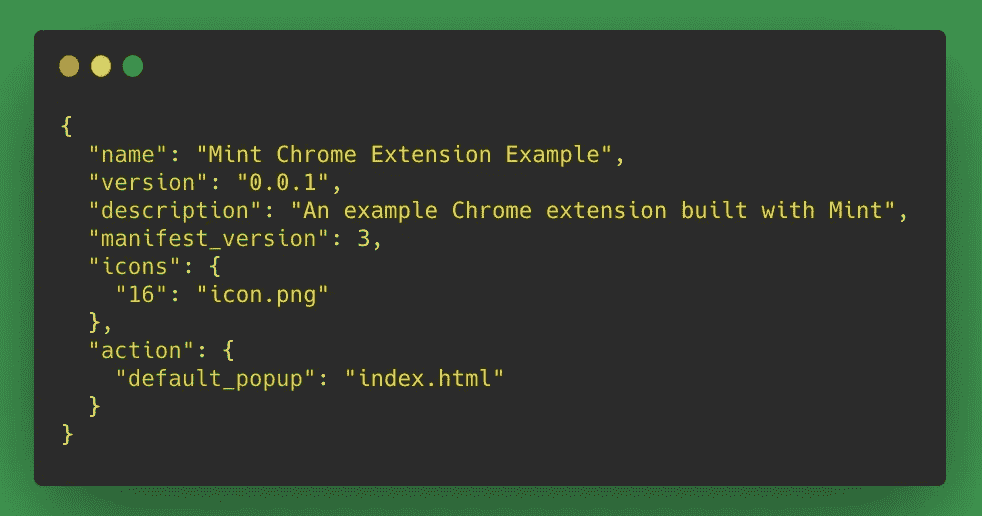 {
  "name": "Mint Chrome Extension Example",
  "version": "0.0.1",
  "description": "An example Chrome extension built with Mint",
  "manifest_version": 3,
  "icons": {
    "16": "icon.png"
  },
  "action": {
    "default_popup": "index.html"
  }
}